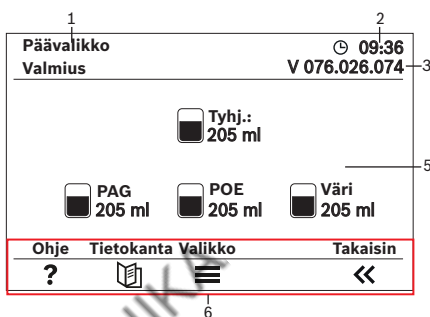 1 2
Päävalikko 09:36
Valmius V 076.026.074 3
Tyhj.:
205 ml
5
PAG POE Väri
205 ml 205 ml 205 ml
Ohje Tietokanta Valikko Takaisin
?
6